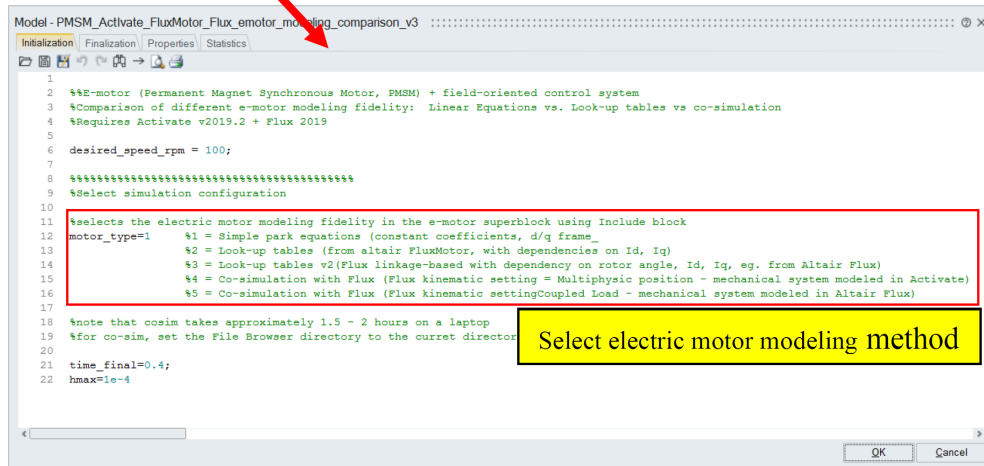 Model - PMSM_Activate_FluxMotor_Flux_emotor_modeling_comparison_v3
Initialization Finalization Properties Statistics
1
2 %%E-motor (Permanent Magnet Synchronous Motor, PMSM) + field-oriented control system
3 %Comparison of different e-motor modeling fidelity: Linear Equations vs. Look-up tables vs co-simulation
4 %Requires Activate v2019.2 + Flux 2019
5
6 desired_speed_rpm = 100;
7
8 %%%%%%%%%%%%%%%%%%%%%%%%%%%%%%%%%%%%%%%%%%
9 %Select simulation configuration
10
11 %selects the electric motor modeling fidelity in the e-motor superblock using Include block
12 motor_type=1 %1 = Simple park equations (constant coefficients, d/q frame_
13 %2 = Look-up tables (from altair FluxMotor, with dependencies on Id, Iq)
14 %3 = Look-up tables v2(Flux linkage-based with dependency on rotor angle, Id, Iq, eg. from Altair Flux)
15 %4 = Co-simulation with Flux (Flux kinematic setting = Multiphysic position - mechanical system modeled in Activate)
16 %5 = Co-simulation with Flux (Flux kinematic settingCoupled Load - mechanical system modeled in Altair Flux)
17
18 %note that cosim takes approximately 1.5 - 2 hours on a laptop
19 %for co-sim, set the File Browser directory to the curret director
20
21 time_final=0.4;
22 hmax=1e-4
Select electric motor modeling method
OK Cancel